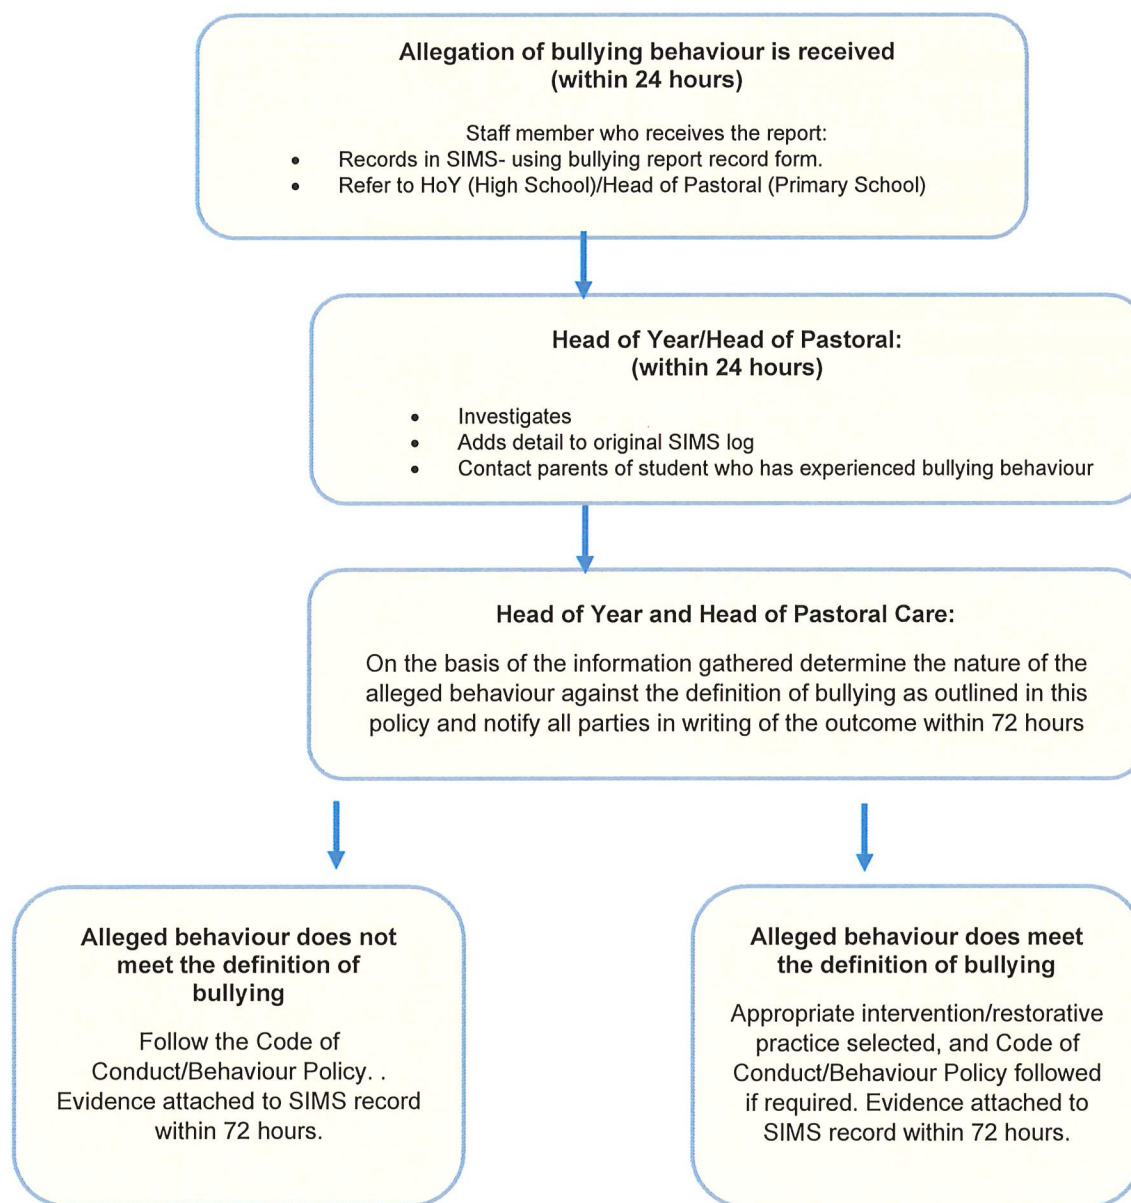 Allegation of bullying behaviour is received
(within 24 hours)
Staff member who receives the report:
• Records in SIMS- using bullying report record form.
• Refer to HoY (High School)/Head of Pastoral (Primary School)
Head of Year/Head of Pastoral:
(within 24 hours)
• Investigates
• Adds detail to original SIMS log
• Contact parents of student who has experienced bullying behaviour
Head of Year and Head of Pastoral Care:
On the basis of the information gathered determine the nature of the
alleged behaviour against the definition of bullying as outlined in this
policy and notify all parties in writing of the outcome within 72 hours
Alleged behaviour does not
meet the definition of
bullying
Follow the Code of
Conduct/Behaviour Policy. .
Evidence attached to SIMS record
within 72 hours.
Alleged behaviour does meet
the definition of bullying
Appropriate intervention/restorative
practice selected, and Code of
Conduct/Behaviour Policy followed
if required. Evidence attached to
SIMS record within 72 hours.